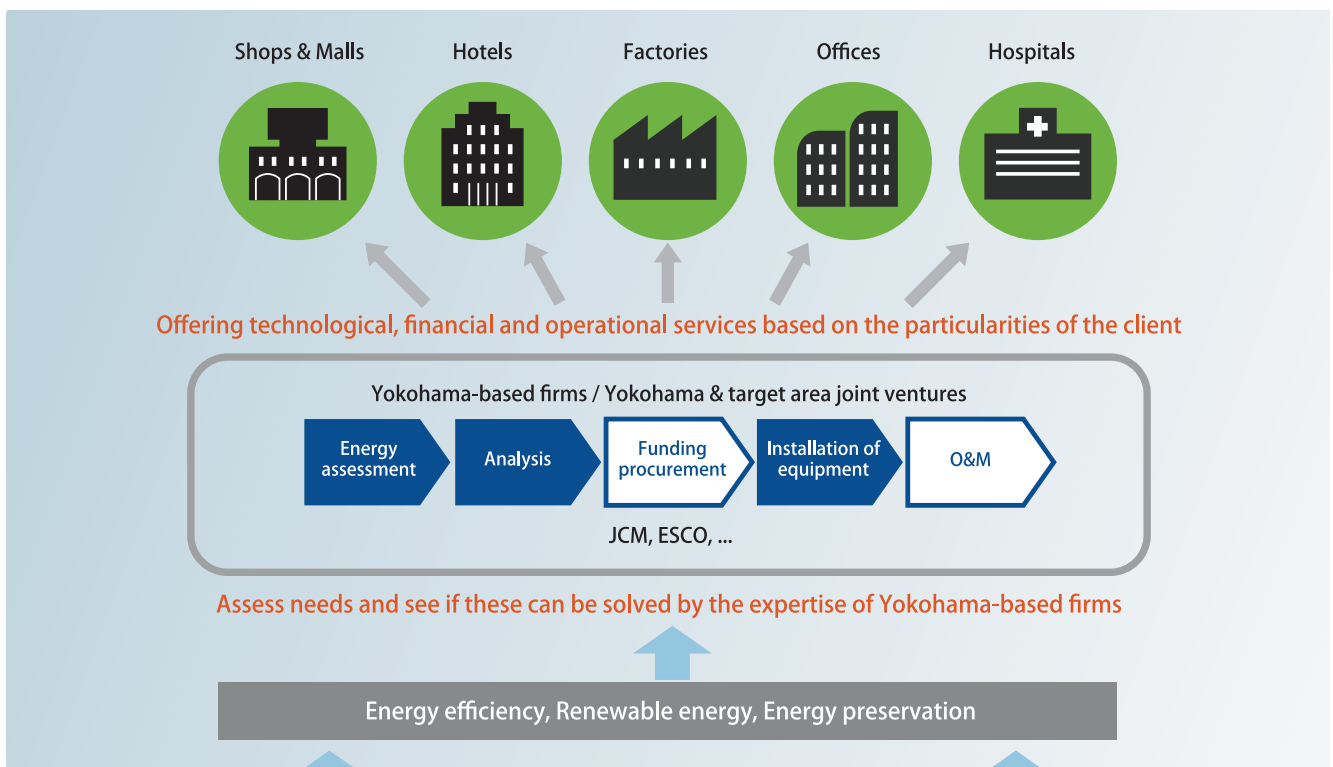 Shops & Malls
Hotels
Factories
Offices
Hospitals
Offering technological, financial and operational services based on the particularities of the client
Yokohama-based firms / Yokohama & target area joint ventures
Energy
assessment
Analysis
Funding
procurement
Installation of
equipment
O&M
JCM, ESCO, ...
Assess needs and see if these can be solved by the expertise of Yokohama-based firms
Energy efficiency, Renewable energy, Energy preservation